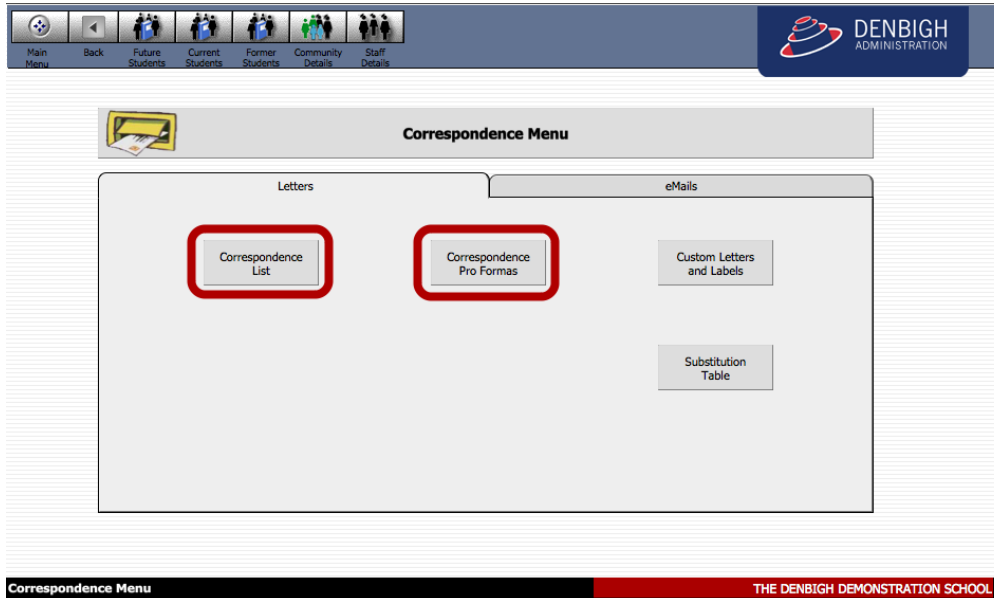 Main
Menu
Back
Future
Students
Current
Students
Former
Students
Community
Details
Staff
Details
DENBIGH
ADMINISTRATION
Correspondence Menu
Letters
eMails
Correspondence
List
Correspondence
Pro Formas
Custom Letters
and Labels
Substitution
Table
Correspondence Menu
THE DENBIGH DEMONSTRATION SCHOOL